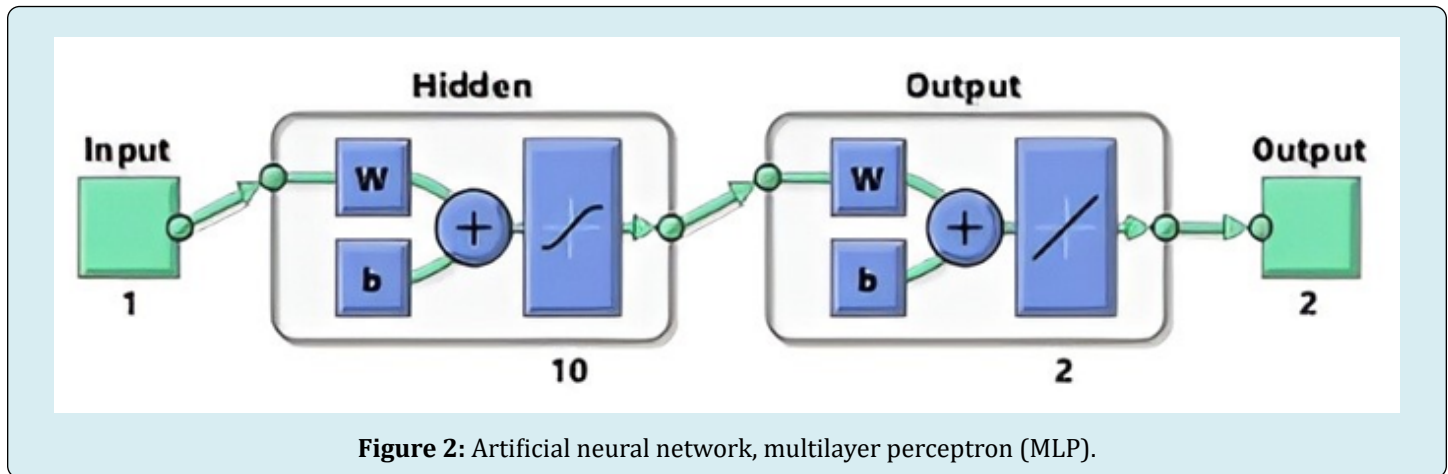 Hidden
Output
Input
Output
W
W
+
+
b
b
1
2
10
2
Figure 2: Artificial neural network, multilayer perceptron (MLP).